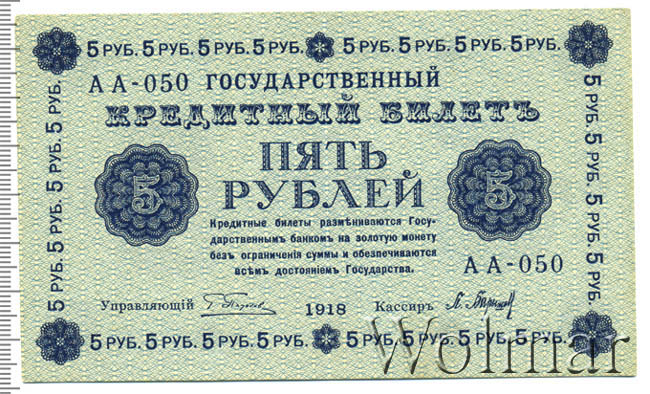 5 РУБ. 5 РУБ. 5 РУБ. 5 РУБ. 5 РУБ. 5 РУБ. 5 РУБ. 5 РУБ.
АА-050 ГОСУДАРСТВЕННЫЙ
КРЕДИТНЫЙ БИЛЕТЪ
ПЯТЬ
РУБЛЕЙ
5
5
Кредитные билеты размѣниваются Госу-
дарственнымъ банкомъ на золотую монету
безъ ограниченія суммы и обезпечиваются
всѣмъ достояніемъ Государства.
АА-050
Управляющій
1918
Кассиръ
5 РУБ. 5 РУБ. 5 РУБ. 5 РУБ. 5 РУБ. 5 РУБ. 5 РУБ. 5 РУБ.
5 РУБ. 5 РУБ. 5 РУБ. 5 РУБ.
5 РУБ. 5 РУБ. 5 РУБ. 5 РУБ.
Wolmar